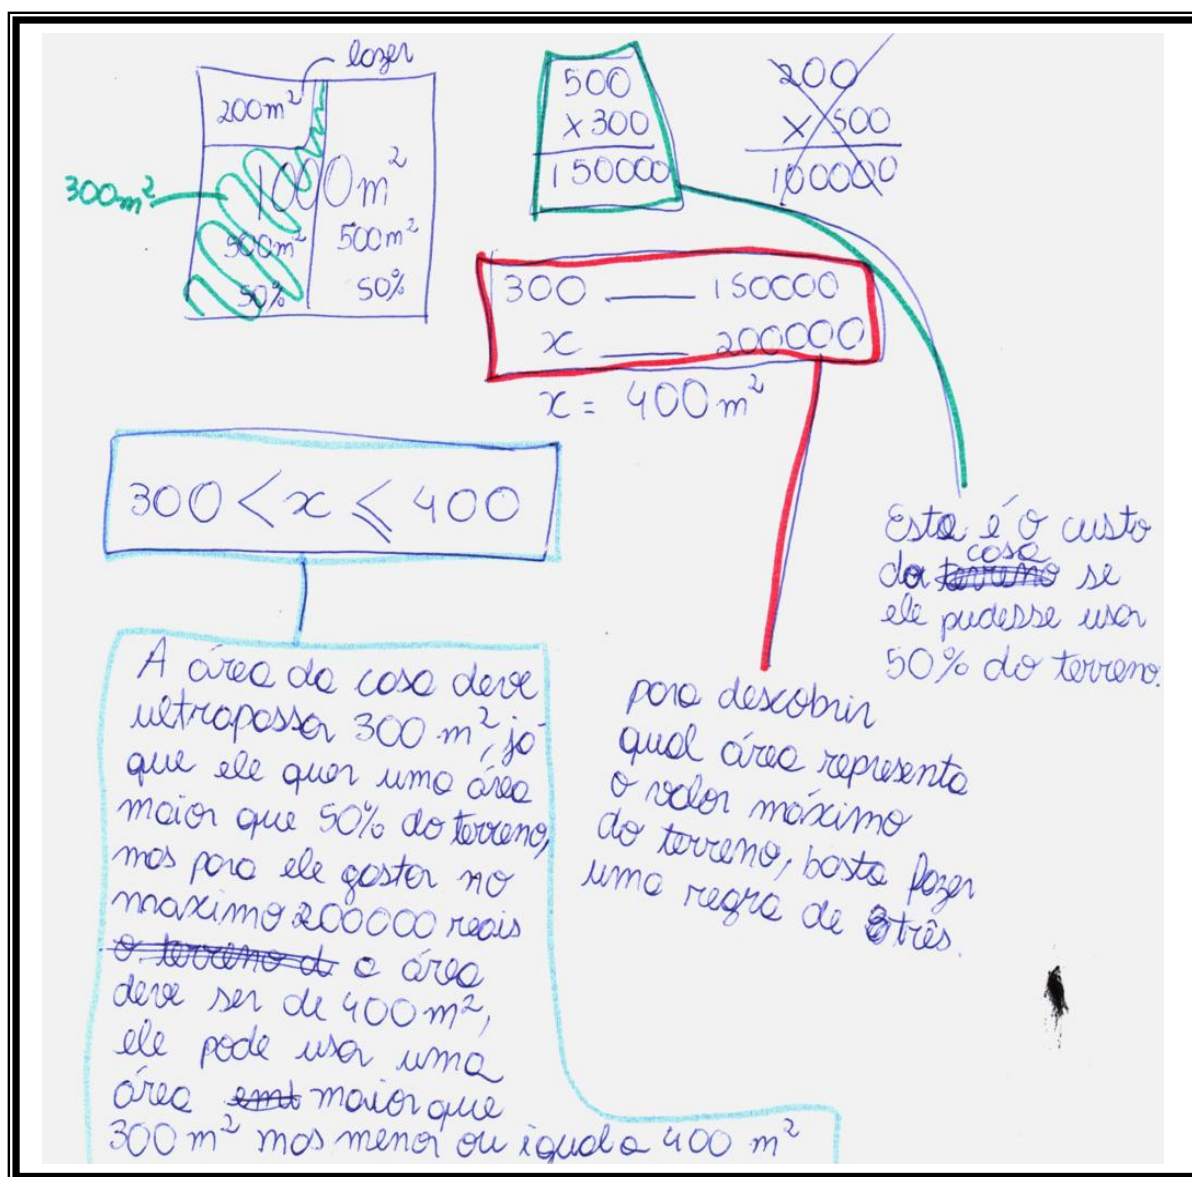 lazer
200m²
300m²
1000m²
500m² 500m²
50% 50%
500
x 300
150000
200
x 500
100000
300 ___ 150000
x ___ 200000
x = 400m²
300 < x ⩽ 400
Este é o custo
da casa terreno se
ele pudesse usar
50% do terreno.
para descobrir
qual área representa
o valor máximo
do terreno, basta fazer
uma regra de três.
A área da casa deve
ultrapassar 300 m², já
que ele quer uma área
maior que 50% do terreno,
mas para ele gastar no
maximo 200000 reais
o terreno d a área
deve ser de 400 m²,
ele pode usar uma
área maior que
300 m² mas menor ou igual a 400 m²